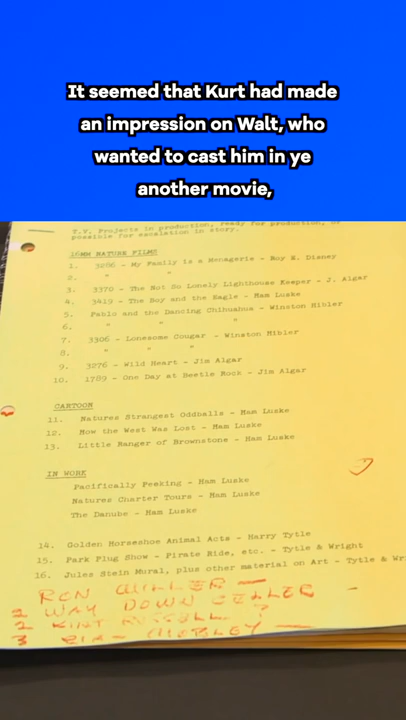 It seemed that Kurt had made
an impression on Walt, who
wanted to cast him in ye
another movie,
T.V. Projects in production, ready for production, or
possible for escalation in story.
16MM NATURE FILMS
1. 3286 - My Family is a Menagerie - Roy E. Disney
2. " " "
3. 3370 - The Not So Lonely Lighthouse Keeper - J. Algar
4. 3419 - The Boy and the Eagle - Ham Luske
5. Pablo and the Dancing Chihuahua - Winston Hibler
6. " " "
7. 3306 - Lonesome Cougar - Winston Hibler
8. " " "
9. 3276 - Wild Heart - Jim Algar
10. 1789 - One Day at Beetle Rock - Jim Algar
CARTOON
11. Natures Strangest Oddballs - Ham Luske
12. How the West Was Lost - Ham Luske
13. Little Ranger of Brownstone - Ham Luske
IN WORK
Pacifically Peeking - Ham Luske
Natures Charter Tours - Ham Luske
The Danube - Ham Luske
14. Golden Horseshoe Animal Acts - Harry Tytle
15. Park Plug Show - Pirate Ride, etc. - Tytle & Wright
16. Jules Stein Mural, plus other material on Art - Tytle & Wr
RON MILLER -
2 WAY DOWN CELLER -
2 KIRT RUSSELL ?
3